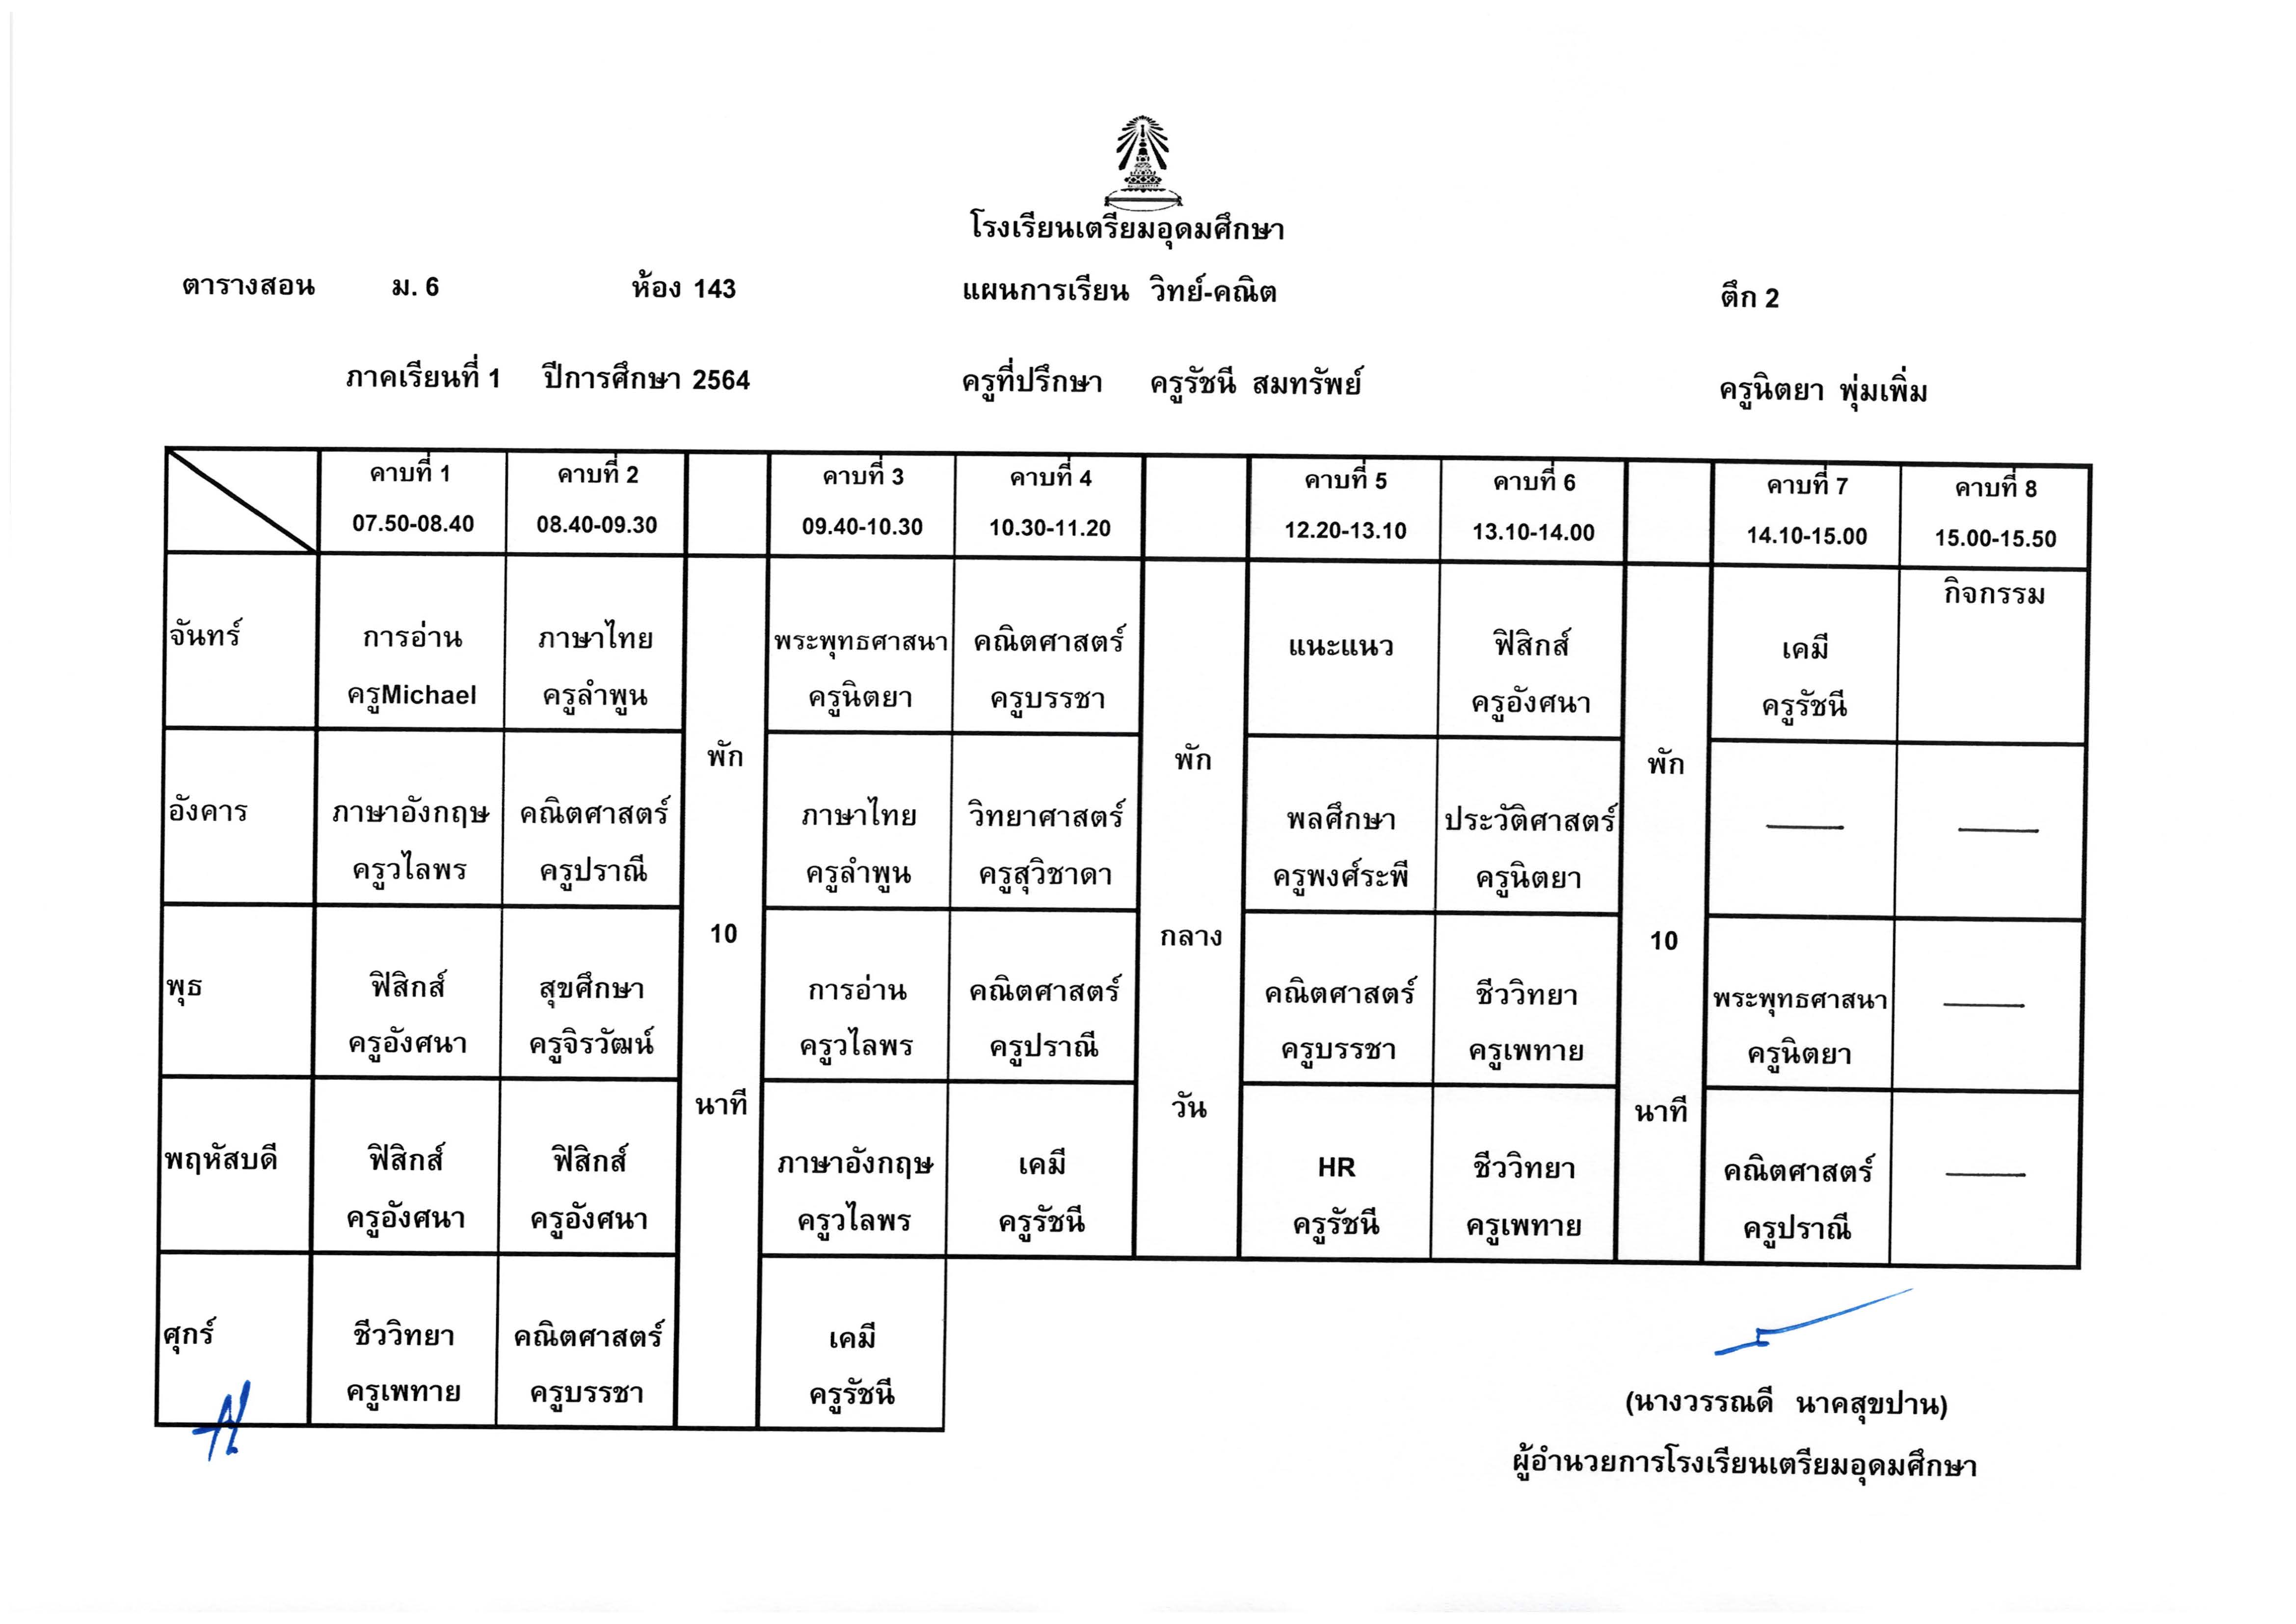 โรงเรียนเตรียมอุดมศึกษา
ตารางสอน ม. 6 ห้อง 143 แผนการเรียน วิทย์-คณิต ตึก 2
ภาคเรียนที่ 1 ปีการศึกษา 2564 ครูที่ปรึกษา ครูรัชนี สมทรัพย์ ครูนิตยา พุ่มเพิ่ม
คาบที่ 1 คาบที่ 2 คาบที่ 3 คาบที่ 4 คาบที่ 5 คาบที่ 6 คาบที่ 7 คาบที่ 8
07.50-08.40 08.40-09.30 09.40-10.30 10.30-11.20 12.20-13.10 13.10-14.00 14.10-15.00 15.00-15.50
จันทร์ การอ่าน ภาษาไทย พระพุทธศาสนา คณิตศาสตร์ แนะแนว ฟิสิกส์ เคมี กิจกรรม
ครูMichael ครูลำพูน ครูนิตยา ครูบรรชา ครูอังศนา ครูรัชนี
พัก พัก พัก
อังคาร ภาษาอังกฤษ คณิตศาสตร์ ภาษาไทย วิทยาศาสตร์ พลศึกษา ประวัติศาสตร์ — —
ครูวไลพร ครูปราณี ครูลำพูน ครูสุวิชาดา ครูพงศ์ระพี ครูนิตยา
10 กลาง 10
พุธ ฟิสิกส์ สุขศึกษา การอ่าน คณิตศาสตร์ คณิตศาสตร์ ชีววิทยา พระพุทธศาสนา —
ครูอังศนา ครูจิรวัฒน์ ครูวไลพร ครูปราณี ครูบรรชา ครูเพทาย ครูนิตยา
นาที วัน นาที
พฤหัสบดี ฟิสิกส์ ฟิสิกส์ ภาษาอังกฤษ เคมี HR ชีววิทยา คณิตศาสตร์ —
ครูอังศนา ครูอังศนา ครูวไลพร ครูรัชนี ครูรัชนี ครูเพทาย ครูปราณี
ศุกร์ ชีววิทยา คณิตศาสตร์ เคมี
ครูเพทาย ครูบรรชา ครูรัชนี
(นางวรรณดี นาคสุขปาน)
ผู้อำนวยการโรงเรียนเตรียมอุดมศึกษา